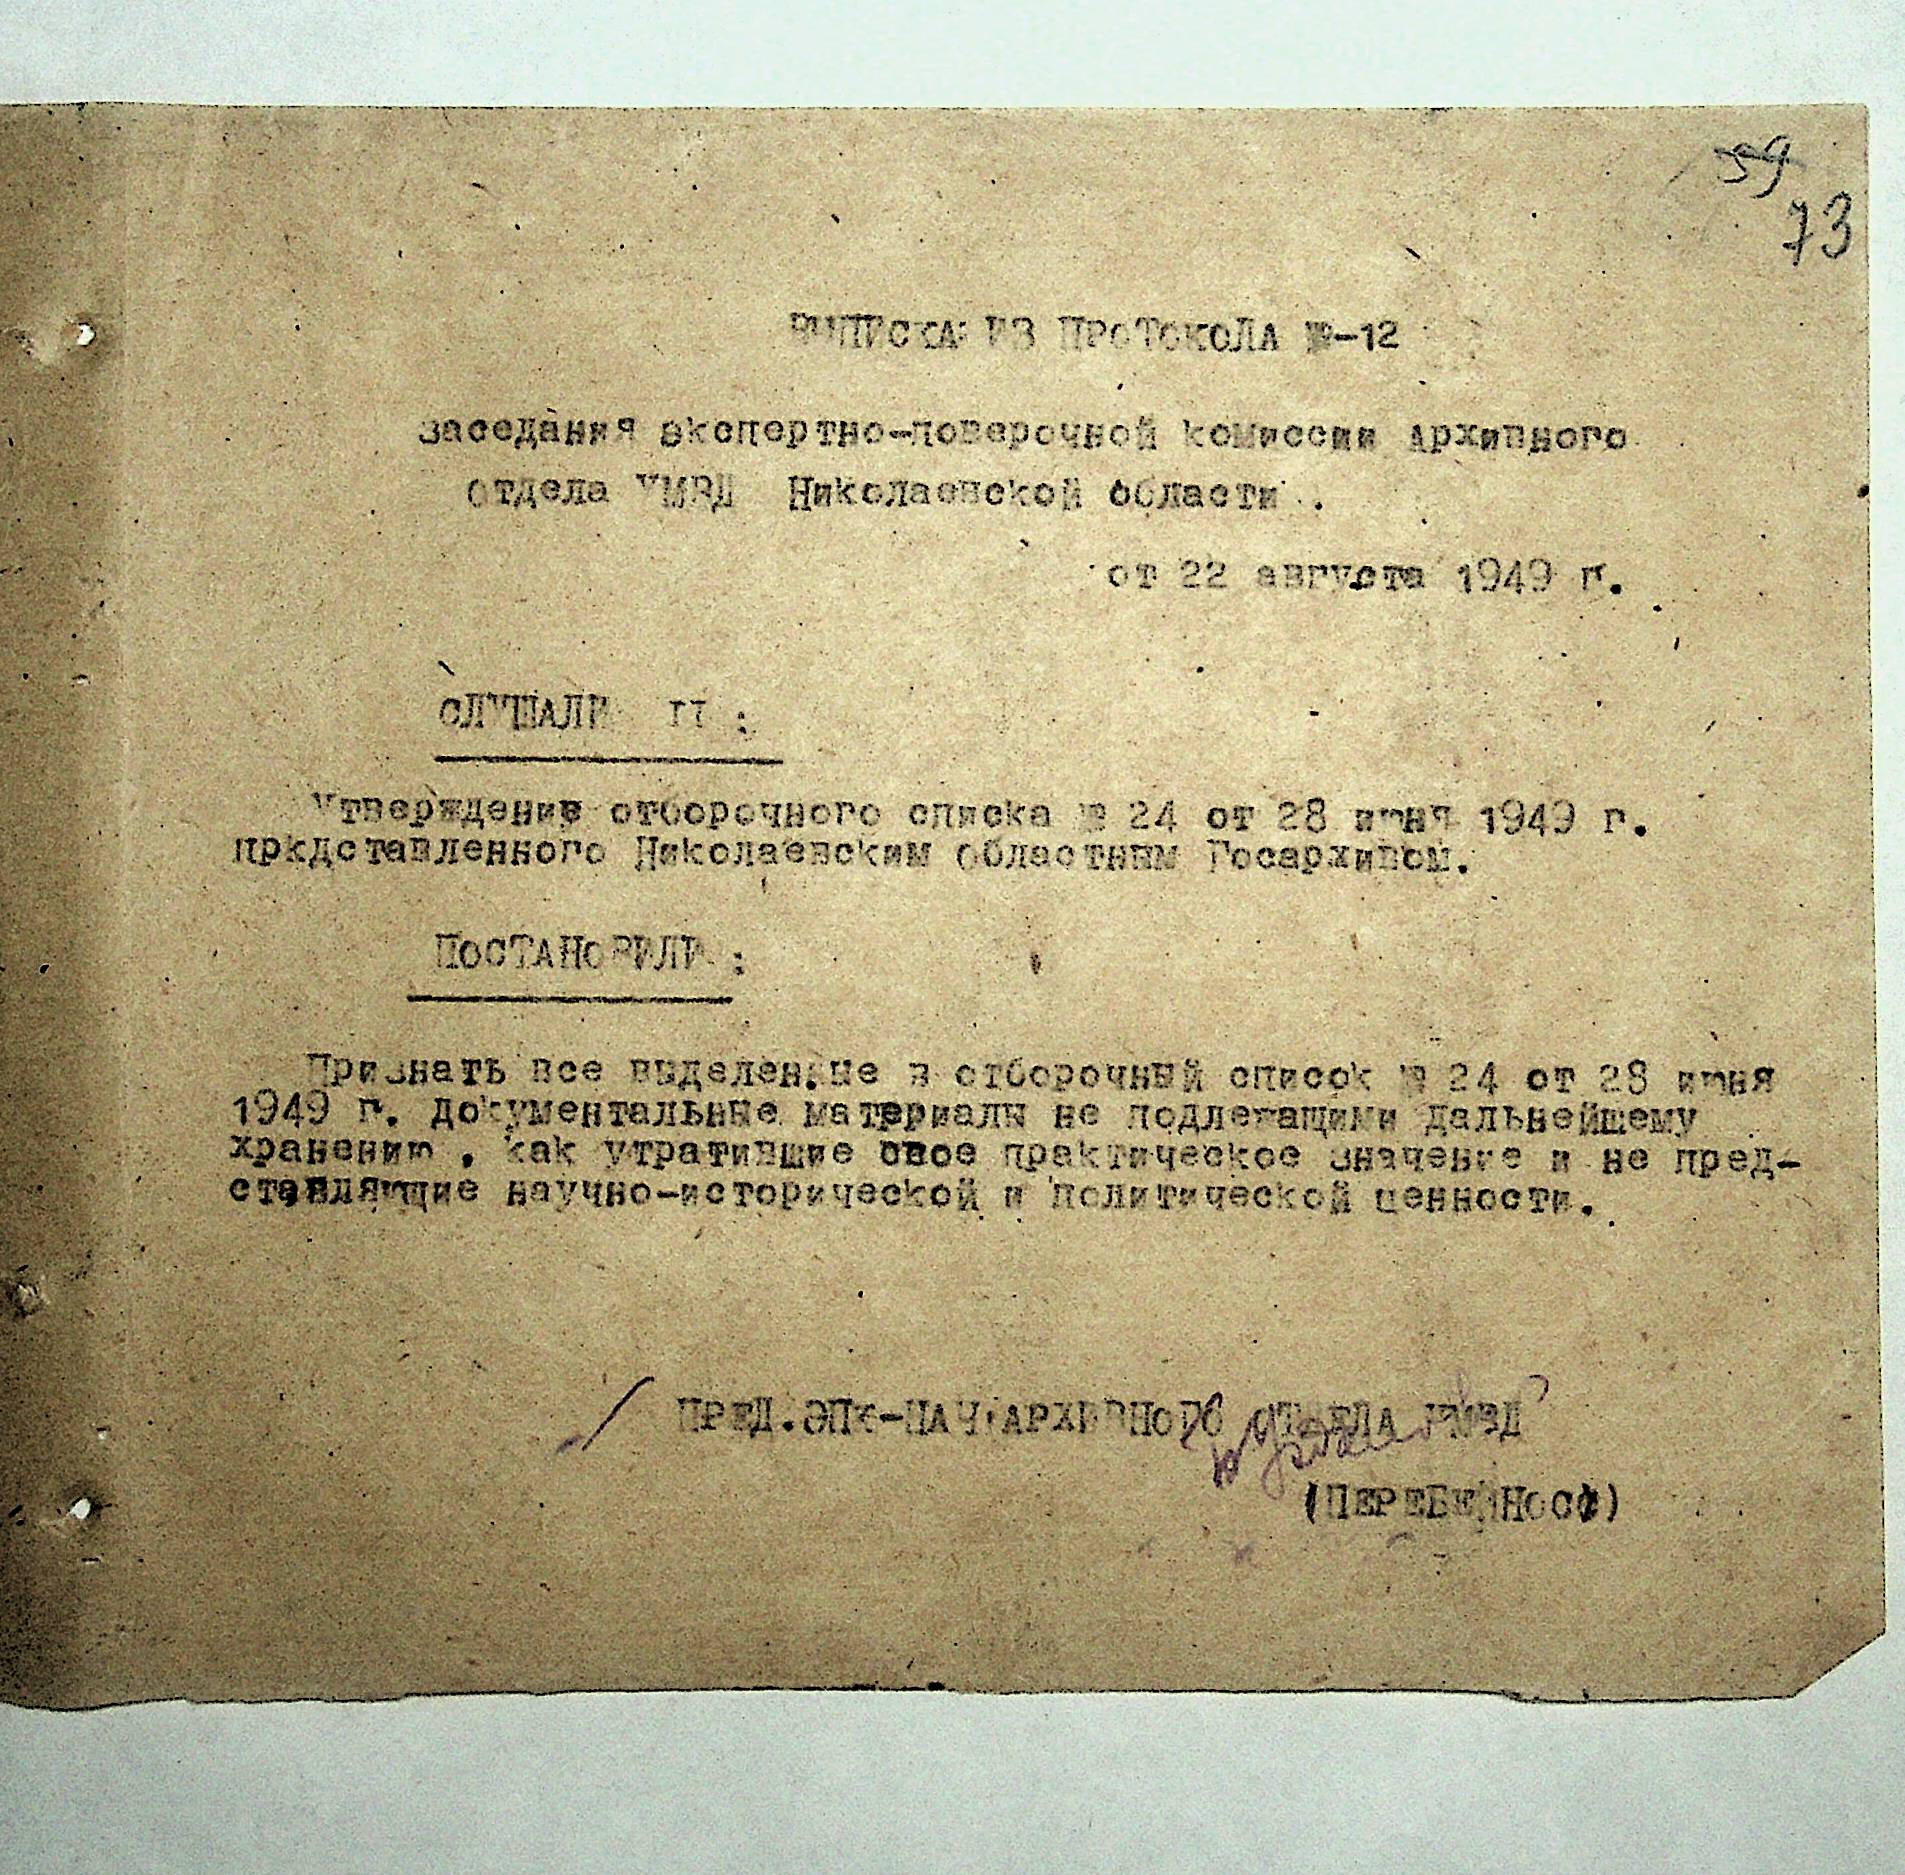 59
73
ВЫПИСКА ИЗ ПРОТОКОЛА №-12
заседания экспертно-поверочной комиссии Архивного
отдела УМВД Николаевской области .
от 22 августа 1949 г.
СЛУШАЛИ II :
Утверждение отборочного списка № 24 от 28 июня 1949 г.
пркдставленного Николаевским Областным Госархивом.
ПОСТАНОВИЛИ :
Признать все выделенные в отборочный список № 24 от 28 июня
1949 г. документальные материалы не подлежащими дальнейшему
хранению , как утратившие свое практическое значение и не пред-
ставляющие научно-исторической и политической ценности.
ПРЕД.ЭПК-НАЧ.АРХИВНОГО ОТДЕЛА УМВД
(ПЕРЕБЕЙНОС)